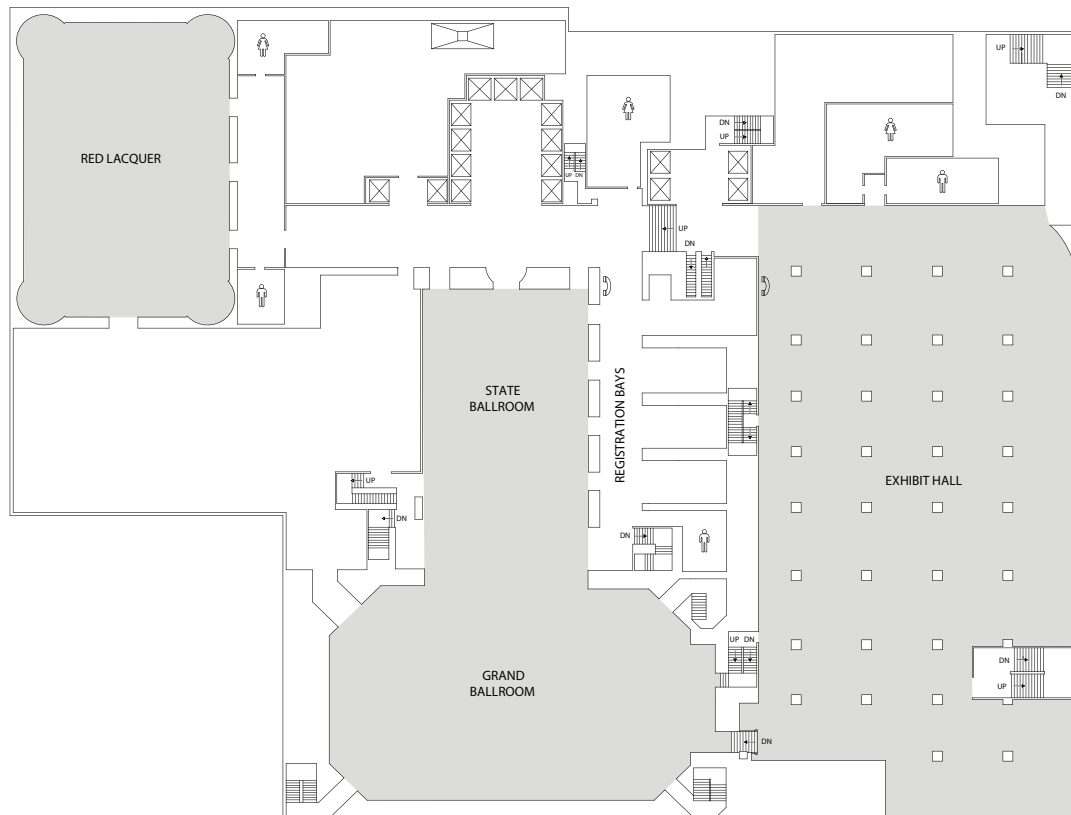 UP
DN
DN
UP
UP DN
RED LACQUER
UP
DN
STATE
BALLROOM
REGISTRATION BAYS
EXHIBIT HALL
UP
DN
DN
UP DN
DN
UP
GRAND
BALLROOM
DN